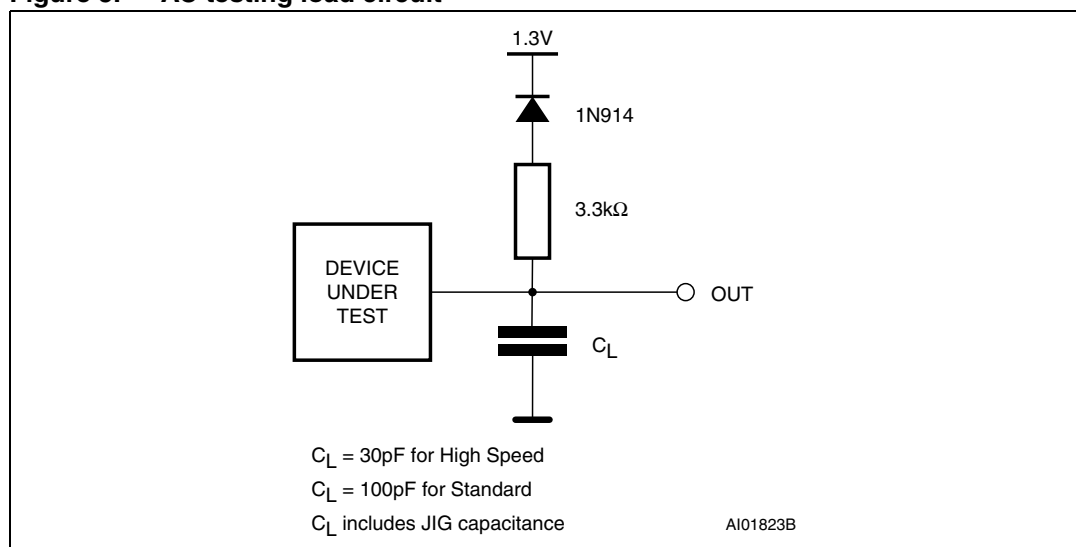 1.3V
1N914
3.3kΩ
DEVICE
UNDER
TEST
OUT
CL
CL = 30pF for High Speed
CL = 100pF for Standard
CL includes JIG capacitance
AI01823B